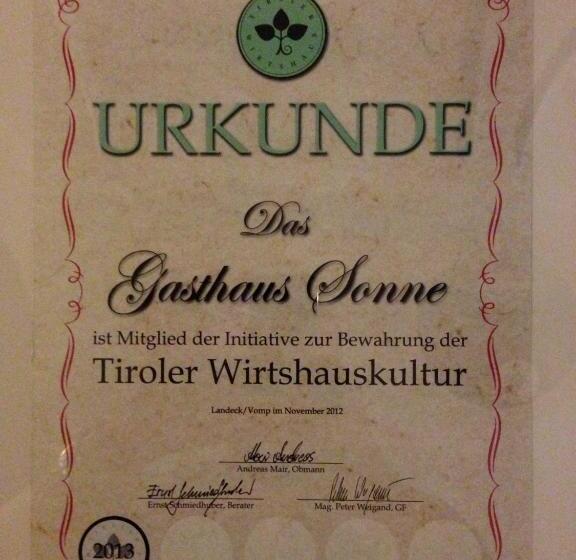 WIRTSHAUS
URKUNDE
Das
Gasthaus Sonne
ist Mitglied der Initiative zur Bewahrung der
Tiroler Wirtshauskultur
Landeck/Vomp im November 2012
Andreas Mair, Obmann
Ernst Schmiedhuber, Berater
Mag. Peter Weigand, GF
2013